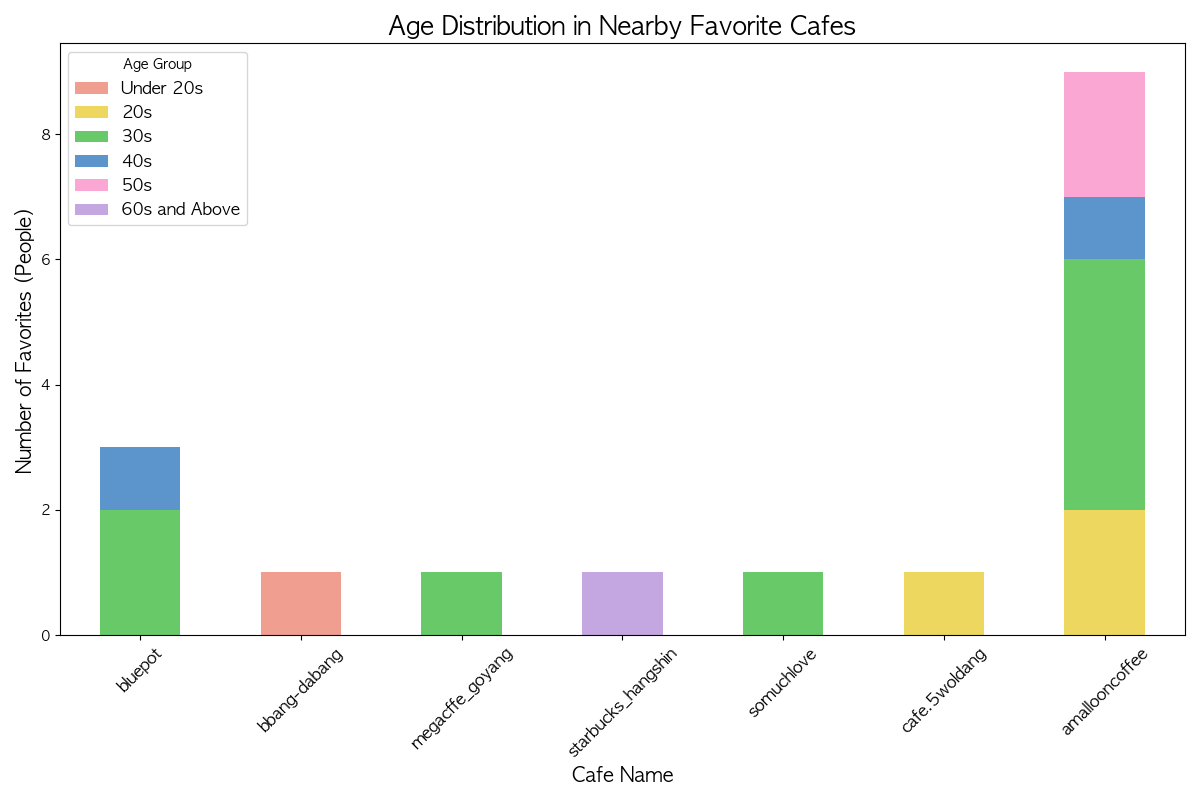 Age Distribution in Nearby Favorite Cafes
Age Group
Under 20s
20s
30s
40s
50s
60s and Above
Number of Favorites (People)
8
6
4
2
0
bluepot
bbang-dabang
megacffe_goyang
starbucks_hangshin
somuchlove
cafe.5woldang
amallooncoffee
Cafe Name